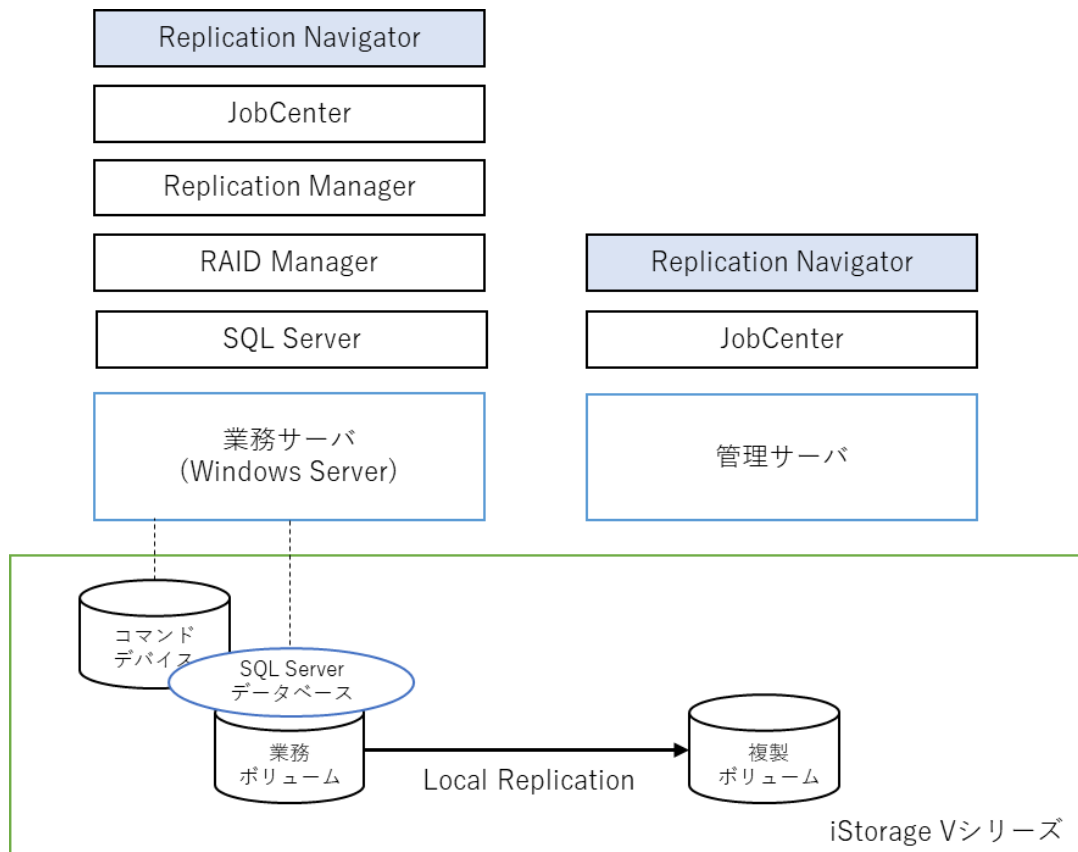 Replication Navigator
JobCenter
Replication Manager
RAID Manager
SQL Server
業務サーバ
(Windows Server)
Replication Navigator
JobCenter
管理サーバ
コマンド
デバイス
SQL Server
データベース
業務
ボリューム
Local Replication
複製
ボリューム
iStorage Vシリーズ